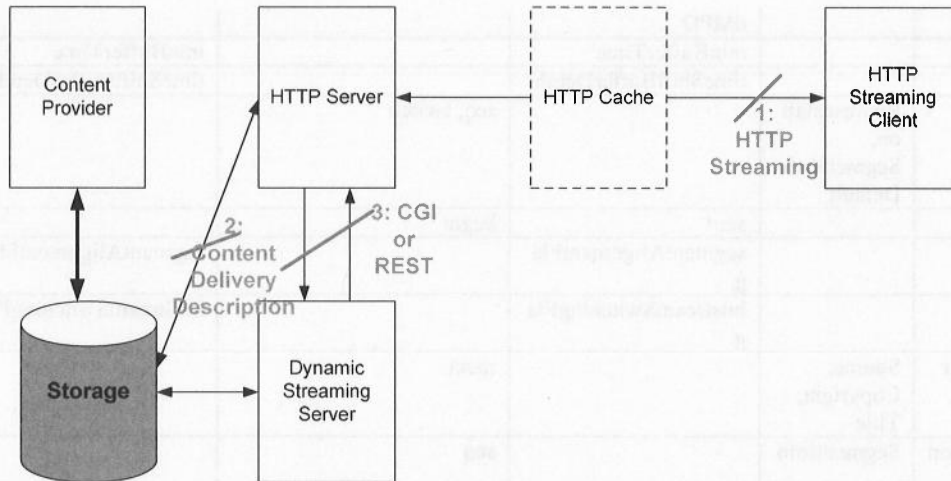 Content
Provider
HTTP Server
HTTP Cache
HTTP
Streaming
Client
1:
HTTP
Streaming
2:
Content
Delivery
Description
3: CGI
or
REST
Storage
Dynamic
Streaming
Server